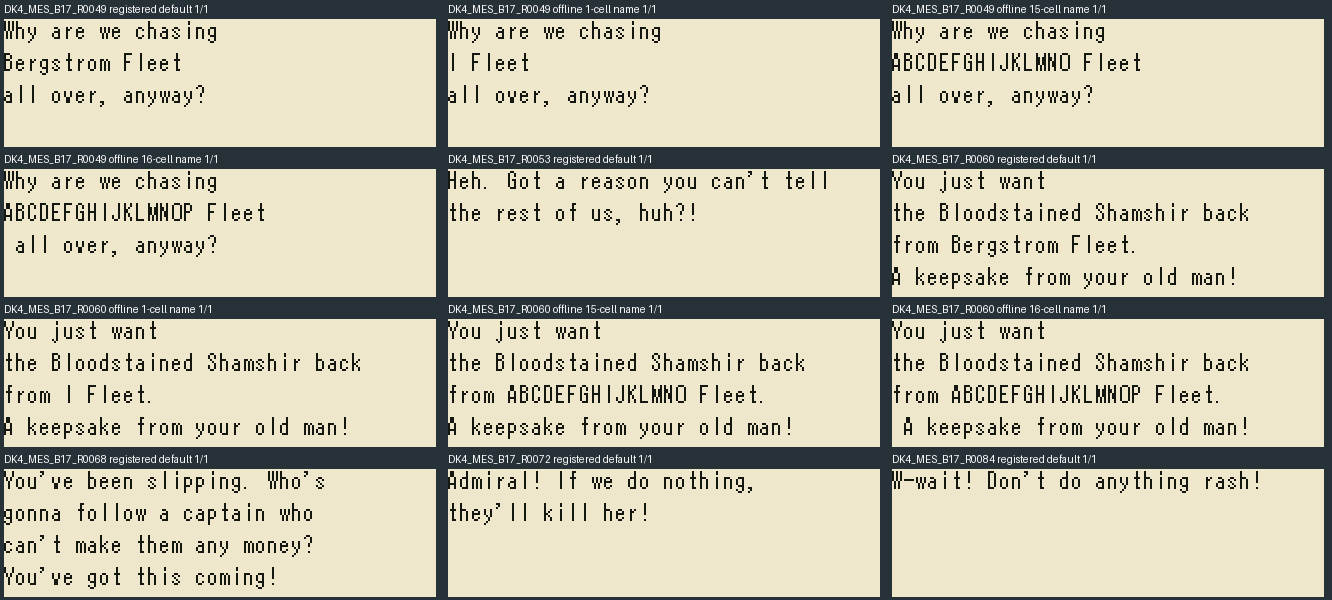 DK4_MES_B17_R0049 registered default 1/1
Why are we chasing
Bergstrom Fleet
all over, anyway?
DK4_MES_B17_R0049 offline 1-cell name 1/1
Why are we chasing
I Fleet
all over, anyway?
DK4_MES_B17_R0049 offline 15-cell name 1/1
Why are we chasing
ABCDEFGHIJKLMNO Fleet
all over, anyway?
DK4_MES_B17_R0049 offline 16-cell name 1/1
Why are we chasing
ABCDEFGHIJKLMNOP Fleet
all over, anyway?
DK4_MES_B17_R0053 registered default 1/1
Heh. Got a reason you can't tell
the rest of us, huh?!
DK4_MES_B17_R0060 registered default 1/1
You just want
the Bloodstained Shamshir back
from Bergstrom Fleet.
A keepsake from your old man!
DK4_MES_B17_R0060 offline 1-cell name 1/1
You just want
the Bloodstained Shamshir back
from I Fleet.
A keepsake from your old man!
DK4_MES_B17_R0060 offline 15-cell name 1/1
You just want
the Bloodstained Shamshir back
from ABCDEFGHIJKLMNO Fleet.
A keepsake from your old man!
DK4_MES_B17_R0060 offline 16-cell name 1/1
You just want
the Bloodstained Shamshir back
from ABCDEFGHIJKLMNOP Fleet.
A keepsake from your old man!
DK4_MES_B17_R0068 registered default 1/1
You've been slipping. Who's
gonna follow a captain who
can't make them any money?
You've got this coming!
DK4_MES_B17_R0072 registered default 1/1
Admiral! If we do nothing,
they'll kill her!
DK4_MES_B17_R0084 registered default 1/1
W-wait! Don't do anything rash!